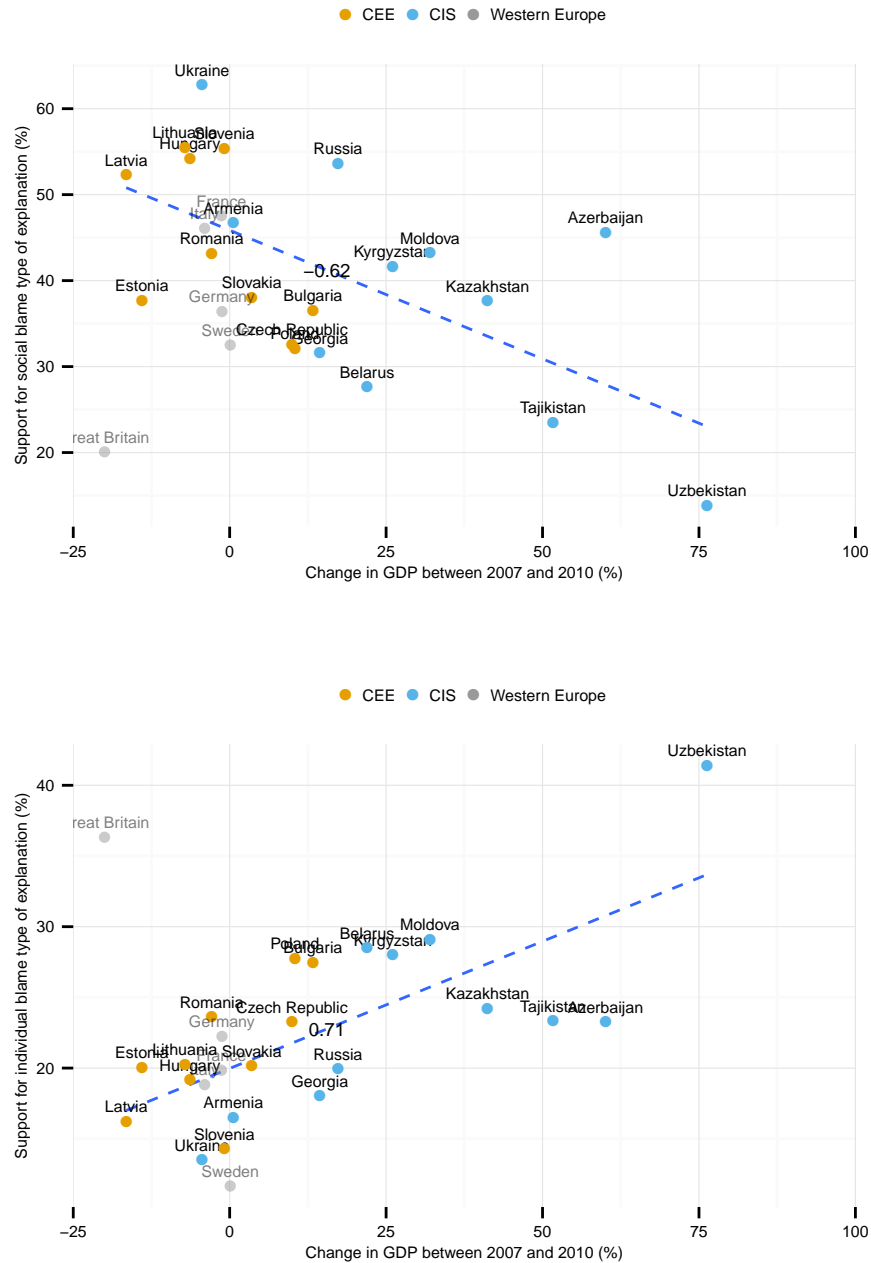 CEE CIS Western Europe
Support for social blame type of explanation (%)
60
50
40
30
20
Ukraine
Lithuania
Slovenia
Hungary
Russia
Latvia
France
Armenia
Italy
Azerbaijan
Romania
Moldova
Kyrgyzstan
−0.62
Estonia
Slovakia
Kazakhstan
Germany
Bulgaria
Sweden
Czech Republic
Poland
Georgia
Belarus
Tajikistan
reat Britain
Uzbekistan
−25 0 25 50 75 100
Change in GDP between 2007 and 2010 (%)
CEE CIS Western Europe
Support for individual blame type of explanation (%)
40
30
20
Uzbekistan
reat Britain
Moldova
Belarus
Kyrgyzstan
Poland
Bulgaria
Kazakhstan
Romania
Czech Republic
Tajikistan
Azerbaijan
Germany
0.71
Estonia
Lithuania
France
Slovakia
Russia
Hungary
Italy
Georgia
Latvia
Armenia
Slovenia
Ukraine
Sweden
−25 0 25 50 75 100
Change in GDP between 2007 and 2010 (%)